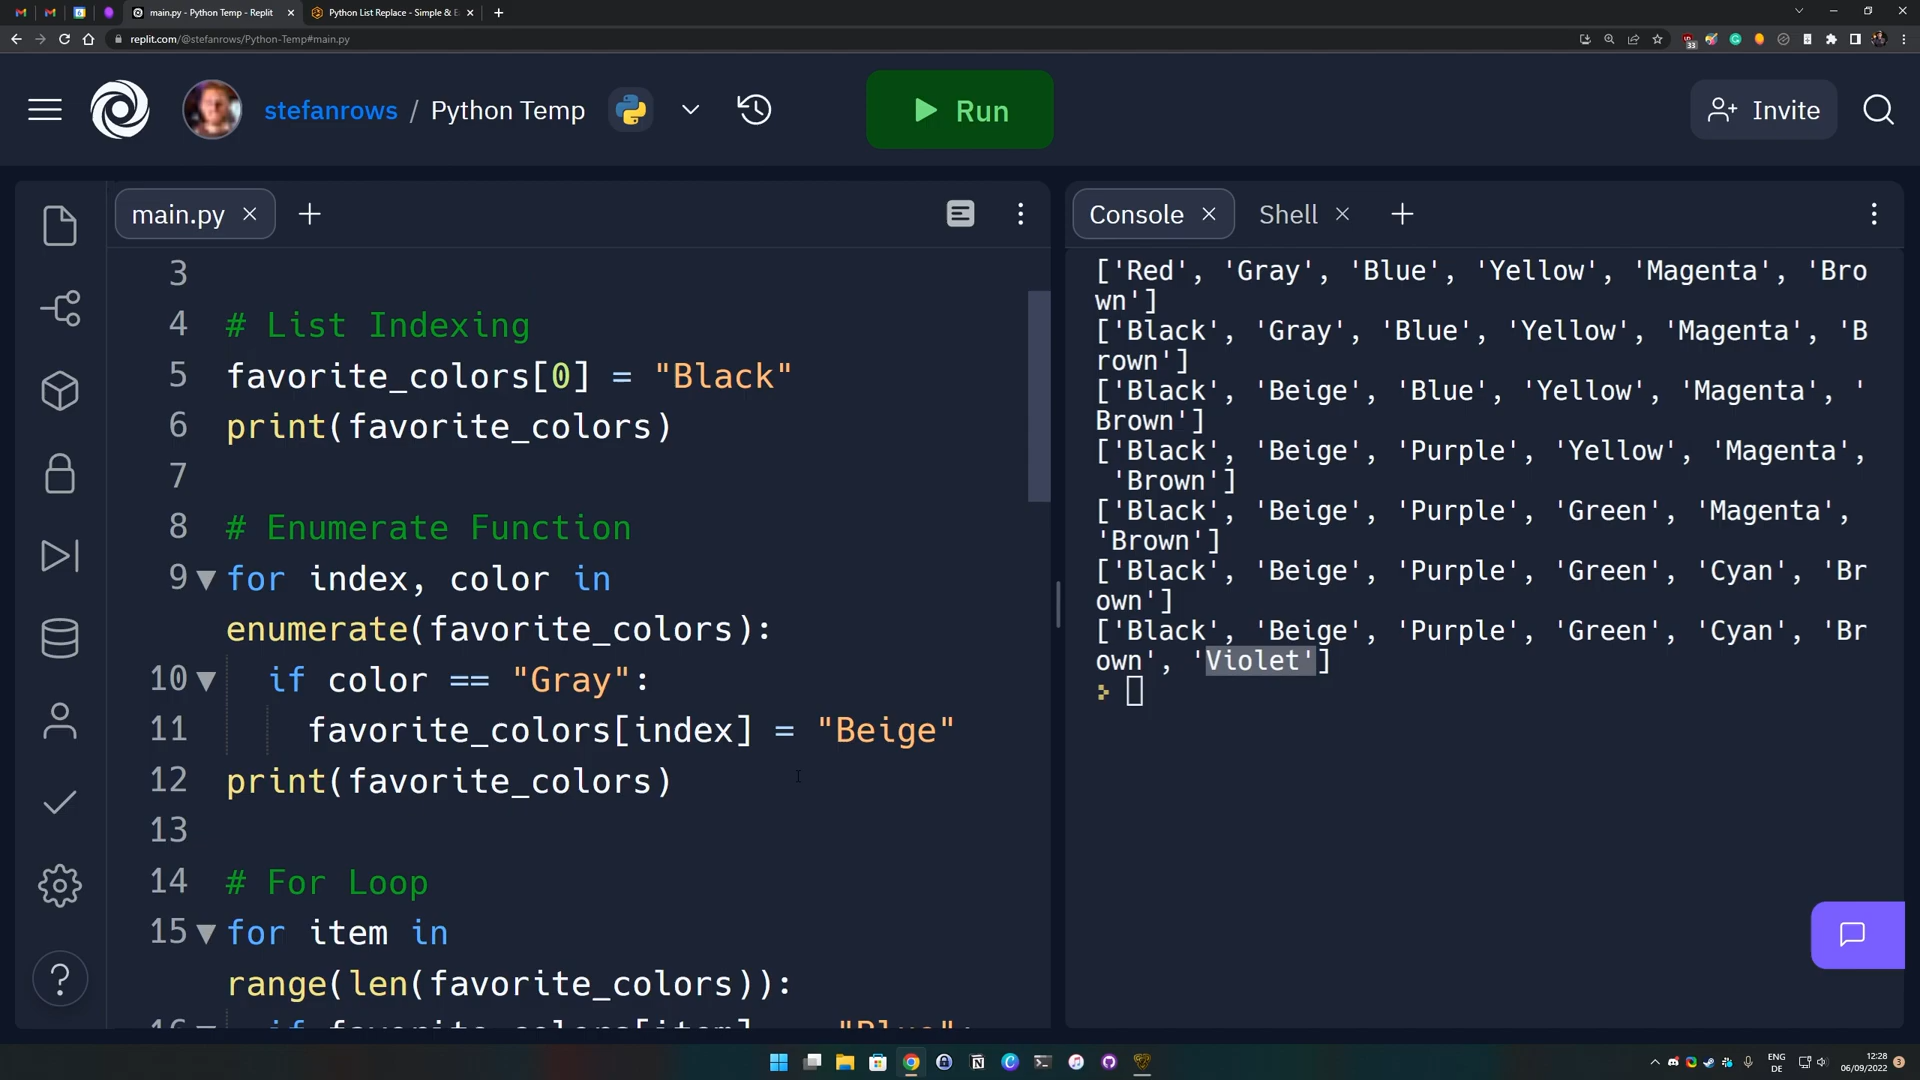 main.py - Python Temp - Replit
Python List Replace - Simple & E
replit.com/@stefanrows/Python-Temp#main.py
33
stefanrows / Python Temp
Run
Invite
main.py
3
4 # List Indexing
5 favorite_colors[0] = "Black"
6 print(favorite_colors)
7
8 # Enumerate Function
9 for index, color in
enumerate(favorite_colors):
10 if color == "Gray":
11 favorite_colors[index] = "Beige"
12 print(favorite_colors)
13
14 # For Loop
15 for item in
range(len(favorite_colors)):
Console
Shell
['Red', 'Gray', 'Blue', 'Yellow', 'Magenta', 'Bro
wn']
['Black', 'Gray', 'Blue', 'Yellow', 'Magenta', 'B
rown']
['Black', 'Beige', 'Blue', 'Yellow', 'Magenta', '
Brown']
['Black', 'Beige', 'Purple', 'Yellow', 'Magenta',
'Brown']
['Black', 'Beige', 'Purple', 'Green', 'Magenta',
'Brown']
['Black', 'Beige', 'Purple', 'Green', 'Cyan', 'Br
own']
['Black', 'Beige', 'Purple', 'Green', 'Cyan', 'Br
own', 'Violet']
ENG
DE
12:28
06/09/2022
3